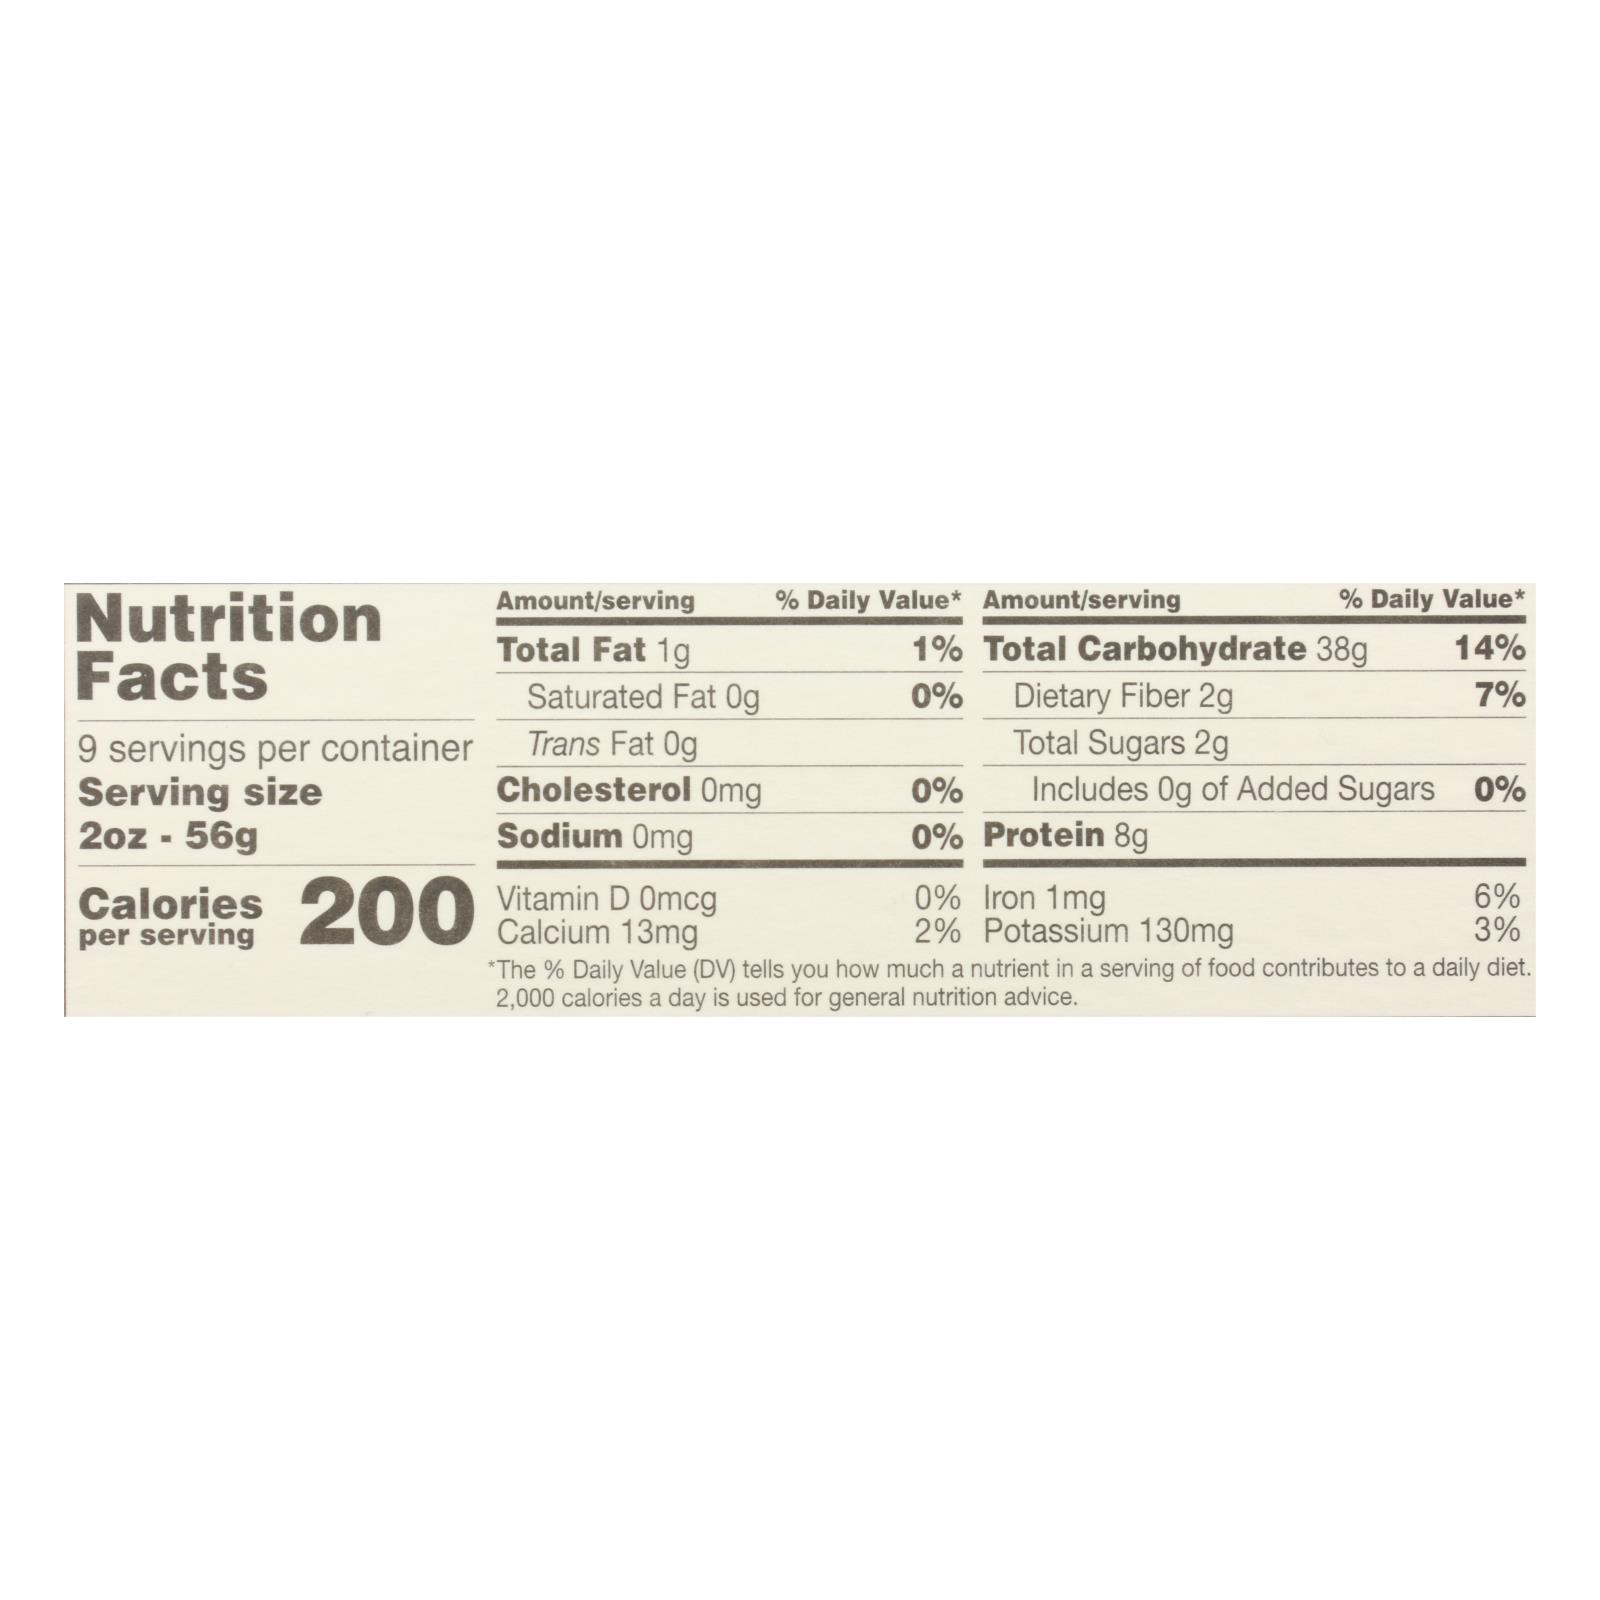 Nutrition
Facts
9 servings per container
Serving size
2oz - 56g
Calories 200
per serving
Amount/serving % Daily Value*
Total Fat 1g 1%
Saturated Fat 0g 0%
Trans Fat 0g
Cholesterol 0mg 0%
Sodium 0mg 0%
Vitamin D 0mcg 0%
Calcium 13mg 2%
Amount/serving % Daily Value*
Total Carbohydrate 38g 14%
Dietary Fiber 2g 7%
Total Sugars 2g
Includes 0g of Added Sugars 0%
Protein 8g
Iron 1mg 6%
Potassium 130mg 3%
*The % Daily Value (DV) tells you how much a nutrient in a serving of food contributes to a daily diet.
2,000 calories a day is used for general nutrition advice.